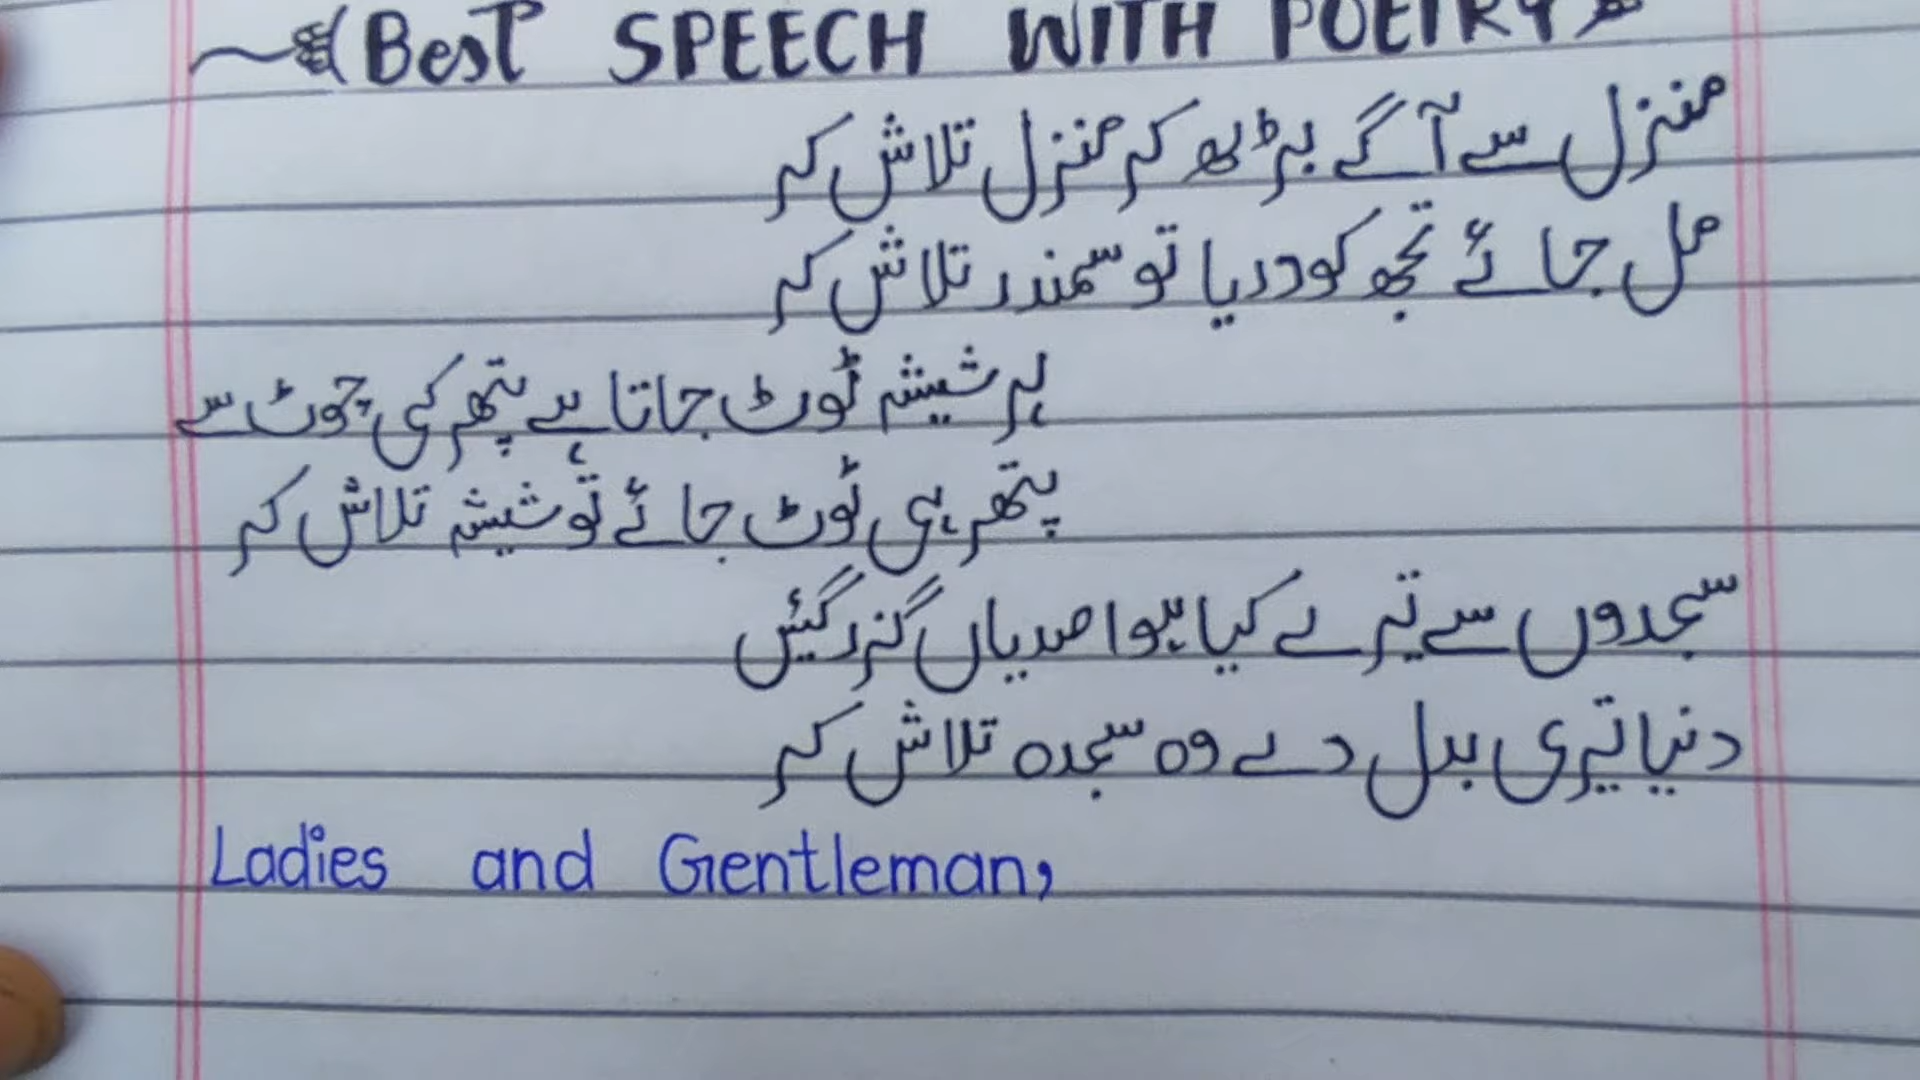 Best SPEECH WITH POETRY
منزل سے آگے بڑھ کر منزل تلاش کر
مل جائے تجھ کو دریا تو سمندر تلاش کر
ہر شیشہ ٹوٹ جاتا ہے پتھر کی چوٹ سے
پتھر ہی ٹوٹ جائے تُو شیشہ تلاش کر
سجدوں سے تیرے کیا ہوا صدیاں گزر گئیں
دنیا تیری بدل دے وہ سجدہ تلاش کر
Ladies and Gentleman,